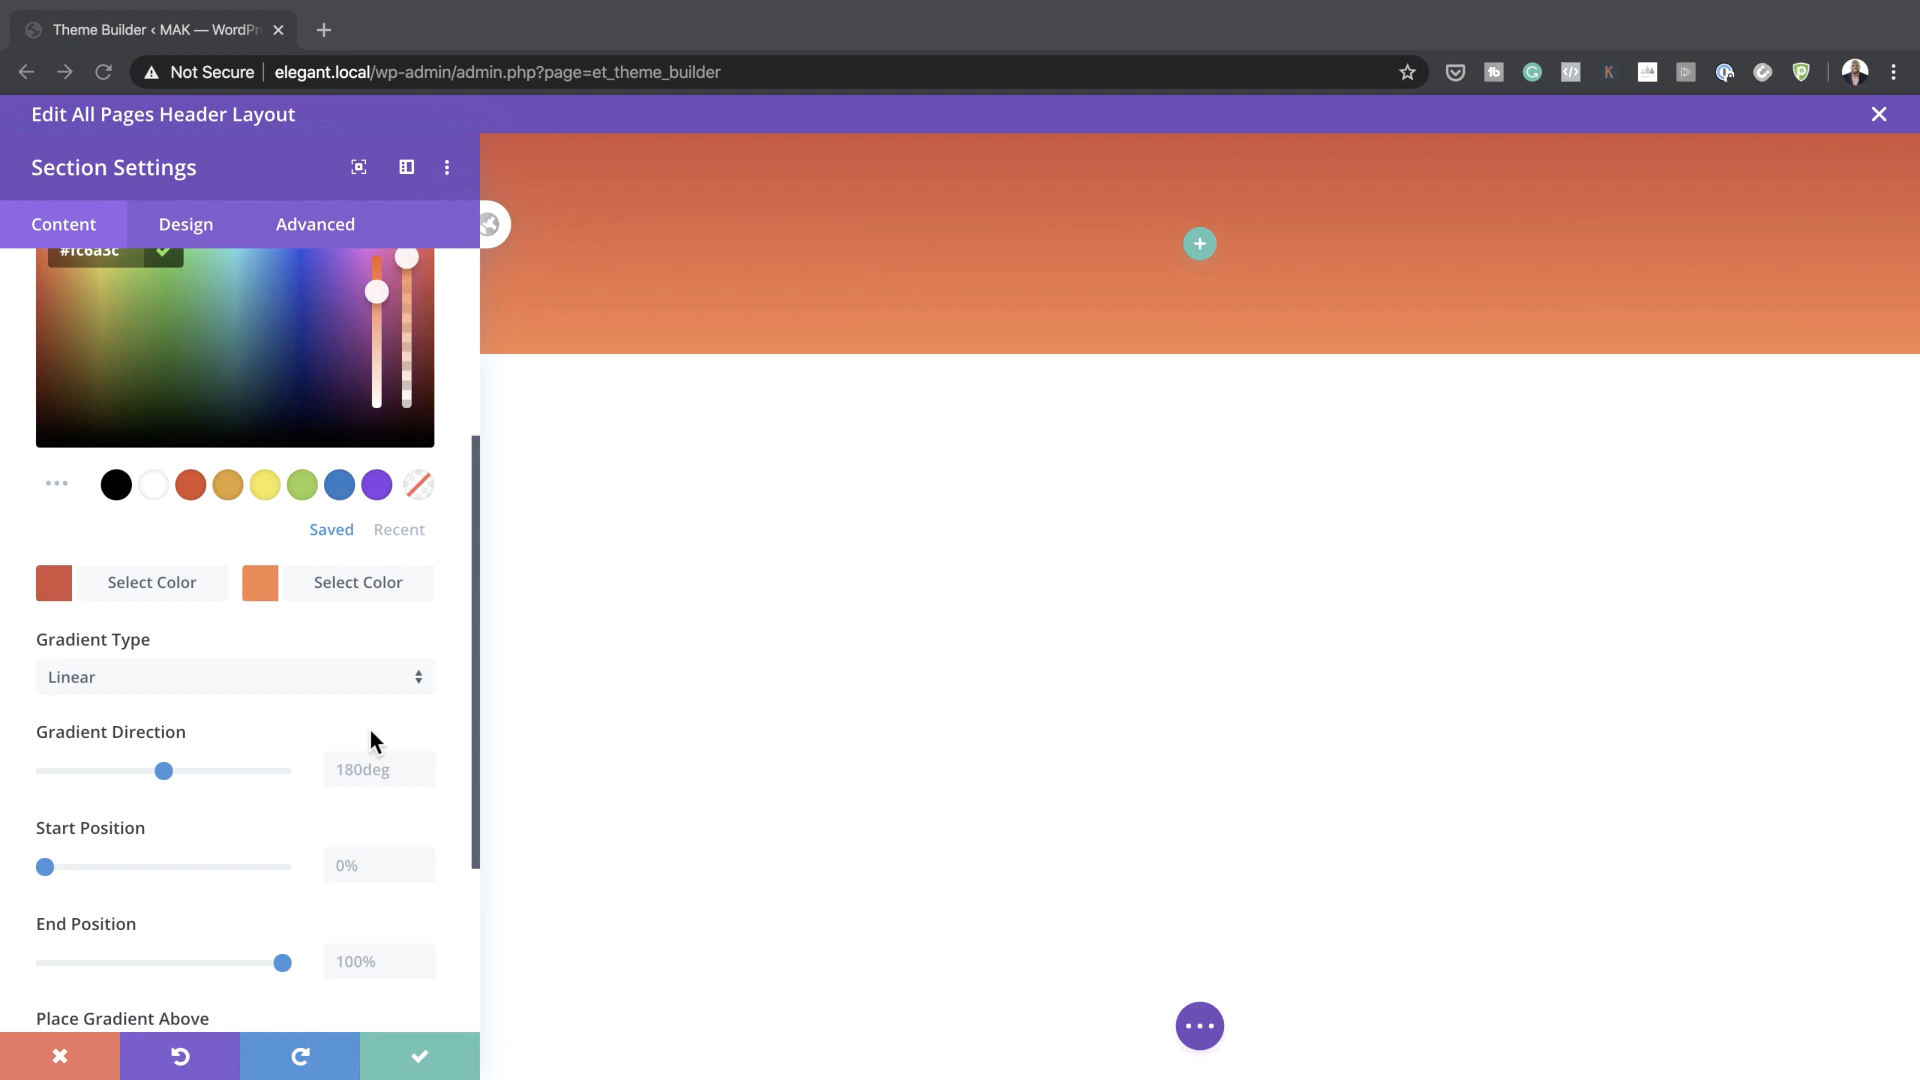 Theme Builder ‹ MAK — WordPr
Not Secure
elegant.local/wp-admin/admin.php?page=et_theme_builder
Edit All Pages Header Layout
Section Settings
Content
Design
Advanced
#fc6a3c
Saved
Recent
Select Color
Select Color
Gradient Type
Linear
Gradient Direction
180deg
Start Position
0%
End Position
100%
Place Gradient Above